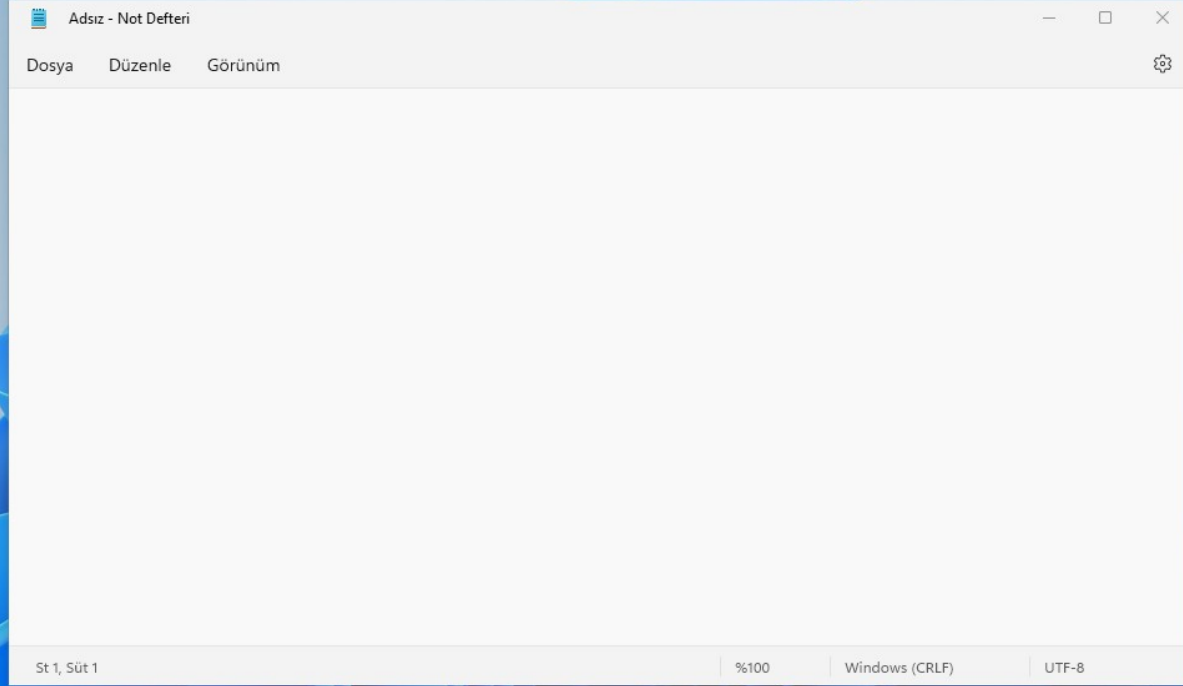 Adsız - Not Defteri
Dosya Düzenle Görünüm
St 1, Süt 1 %100 Windows (CRLF) UTF-8